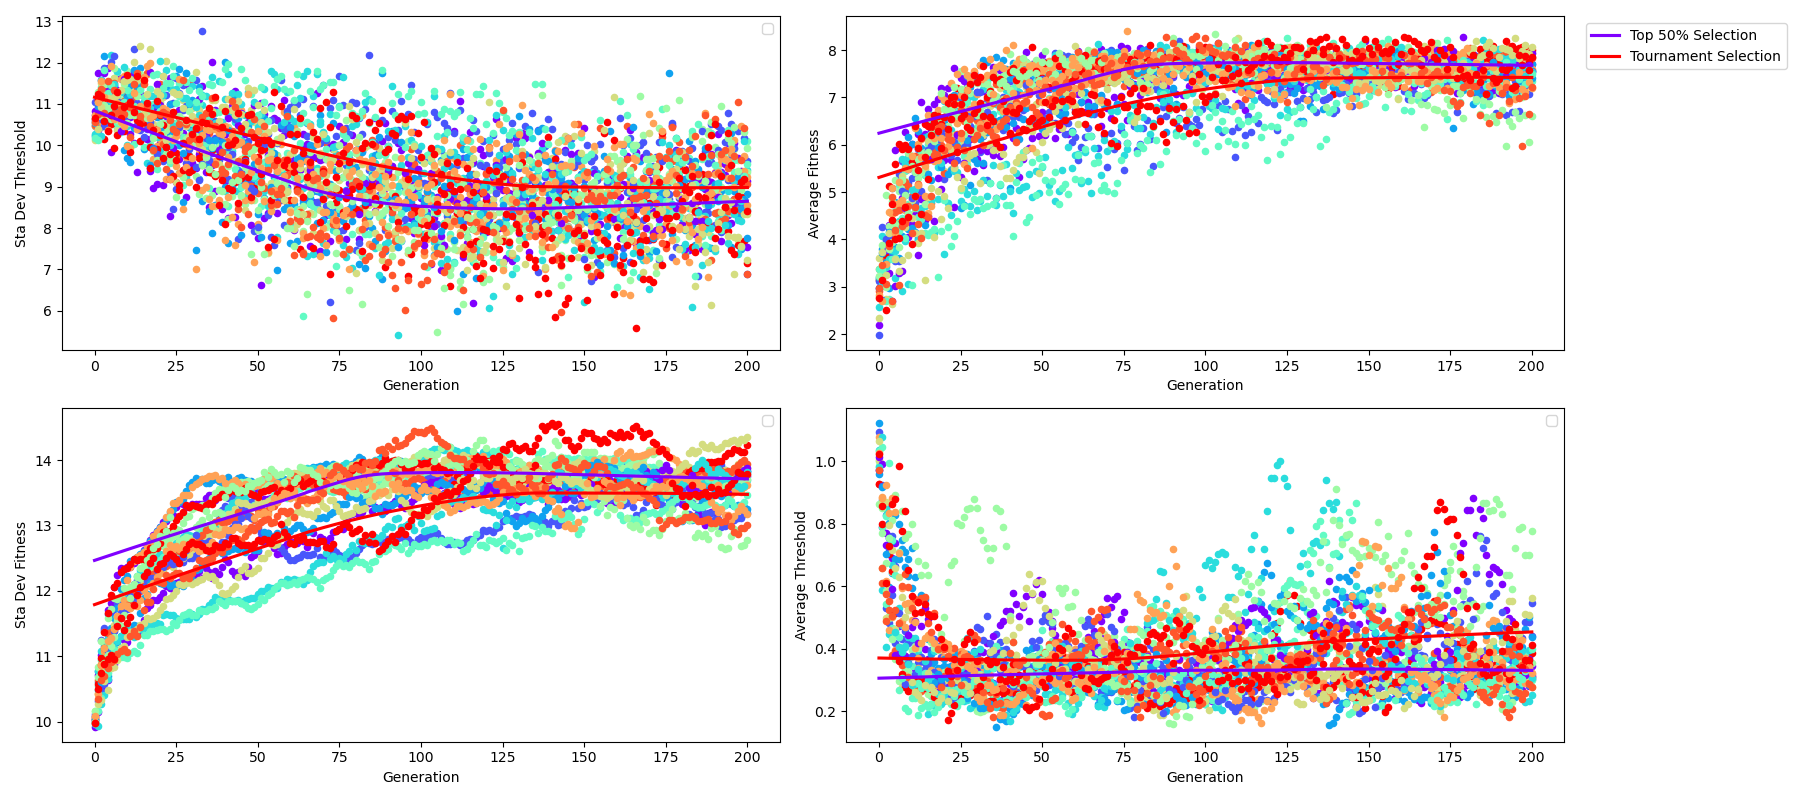 13
12
11
10
9
8
7
6
Sta Dev Threshold
0 25 50 75 100 125 150 175 200
Generation
8
7
6
5
4
3
2
Average Fitness
0 25 50 75 100 125 150 175 200
Generation
Top 50% Selection
Tournament Selection
14
13
12
11
10
Sta Dev Fitness
0 25 50 75 100 125 150 175 200
Generation
1.0
0.8
0.6
0.4
0.2
Average Threshold
0 25 50 75 100 125 150 175 200
Generation